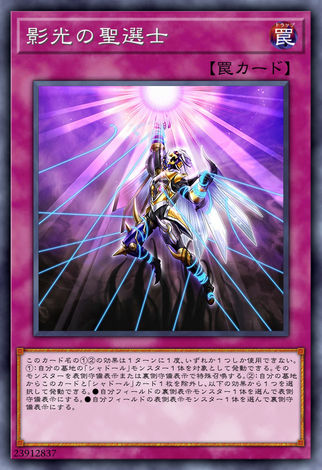 影光の聖選士
トラップ
罠
【罠カード】
このカード名の①②の効果は1ターンに1度、いずれか1つしか使用できない。
①:自分の墓地の「シャドール」モンスター1体を対象として発動できる。その
モンスターを表側守備表示または裏側守備表示で特殊召喚する。②:自分の墓地
からこのカードと「シャドール」カード1枚を除外し、以下の効果から1つを選
択して発動できる。●自分フィールドの裏側表示モンスター1体を選んで表側
守備表示にする。●自分フィールドの表側表示モンスター1体を選んで裏側守
備表示にする。
23912837